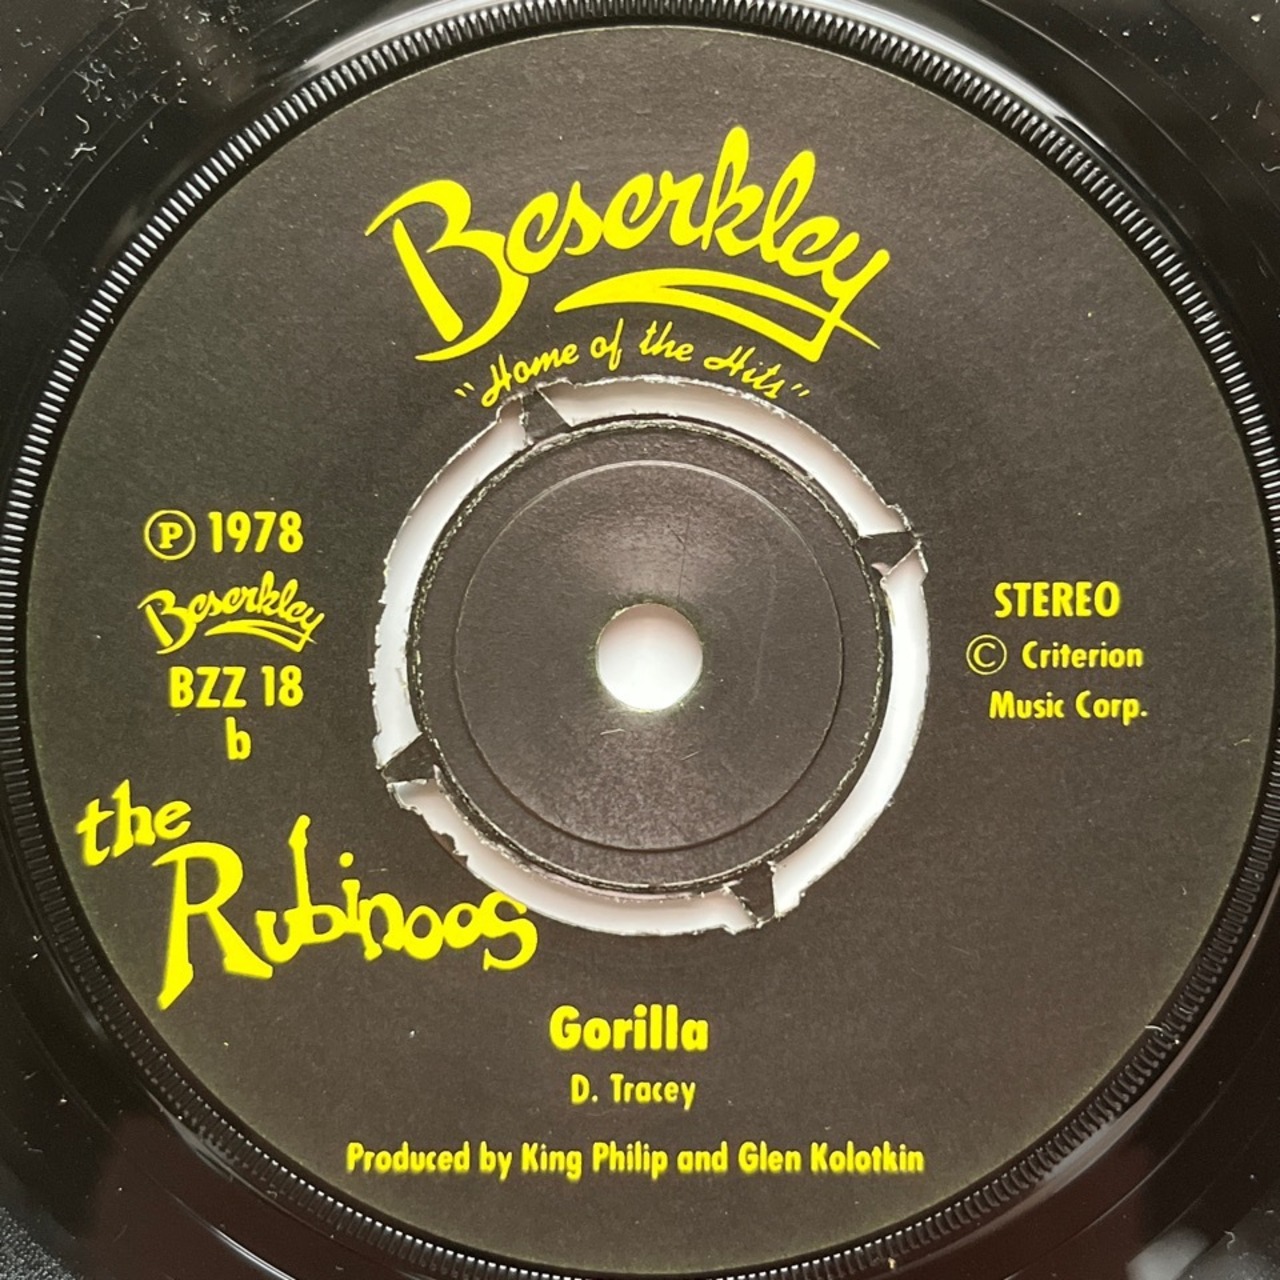 Beserkley
"Home of the Hits"
Ⓟ 1978
Beserkley
BZZ 18
b
STEREO
© Criterion
Music Corp.
the
Rubinoos
Gorilla
D. Tracey
Produced by King Philip and Glen Kolotkin